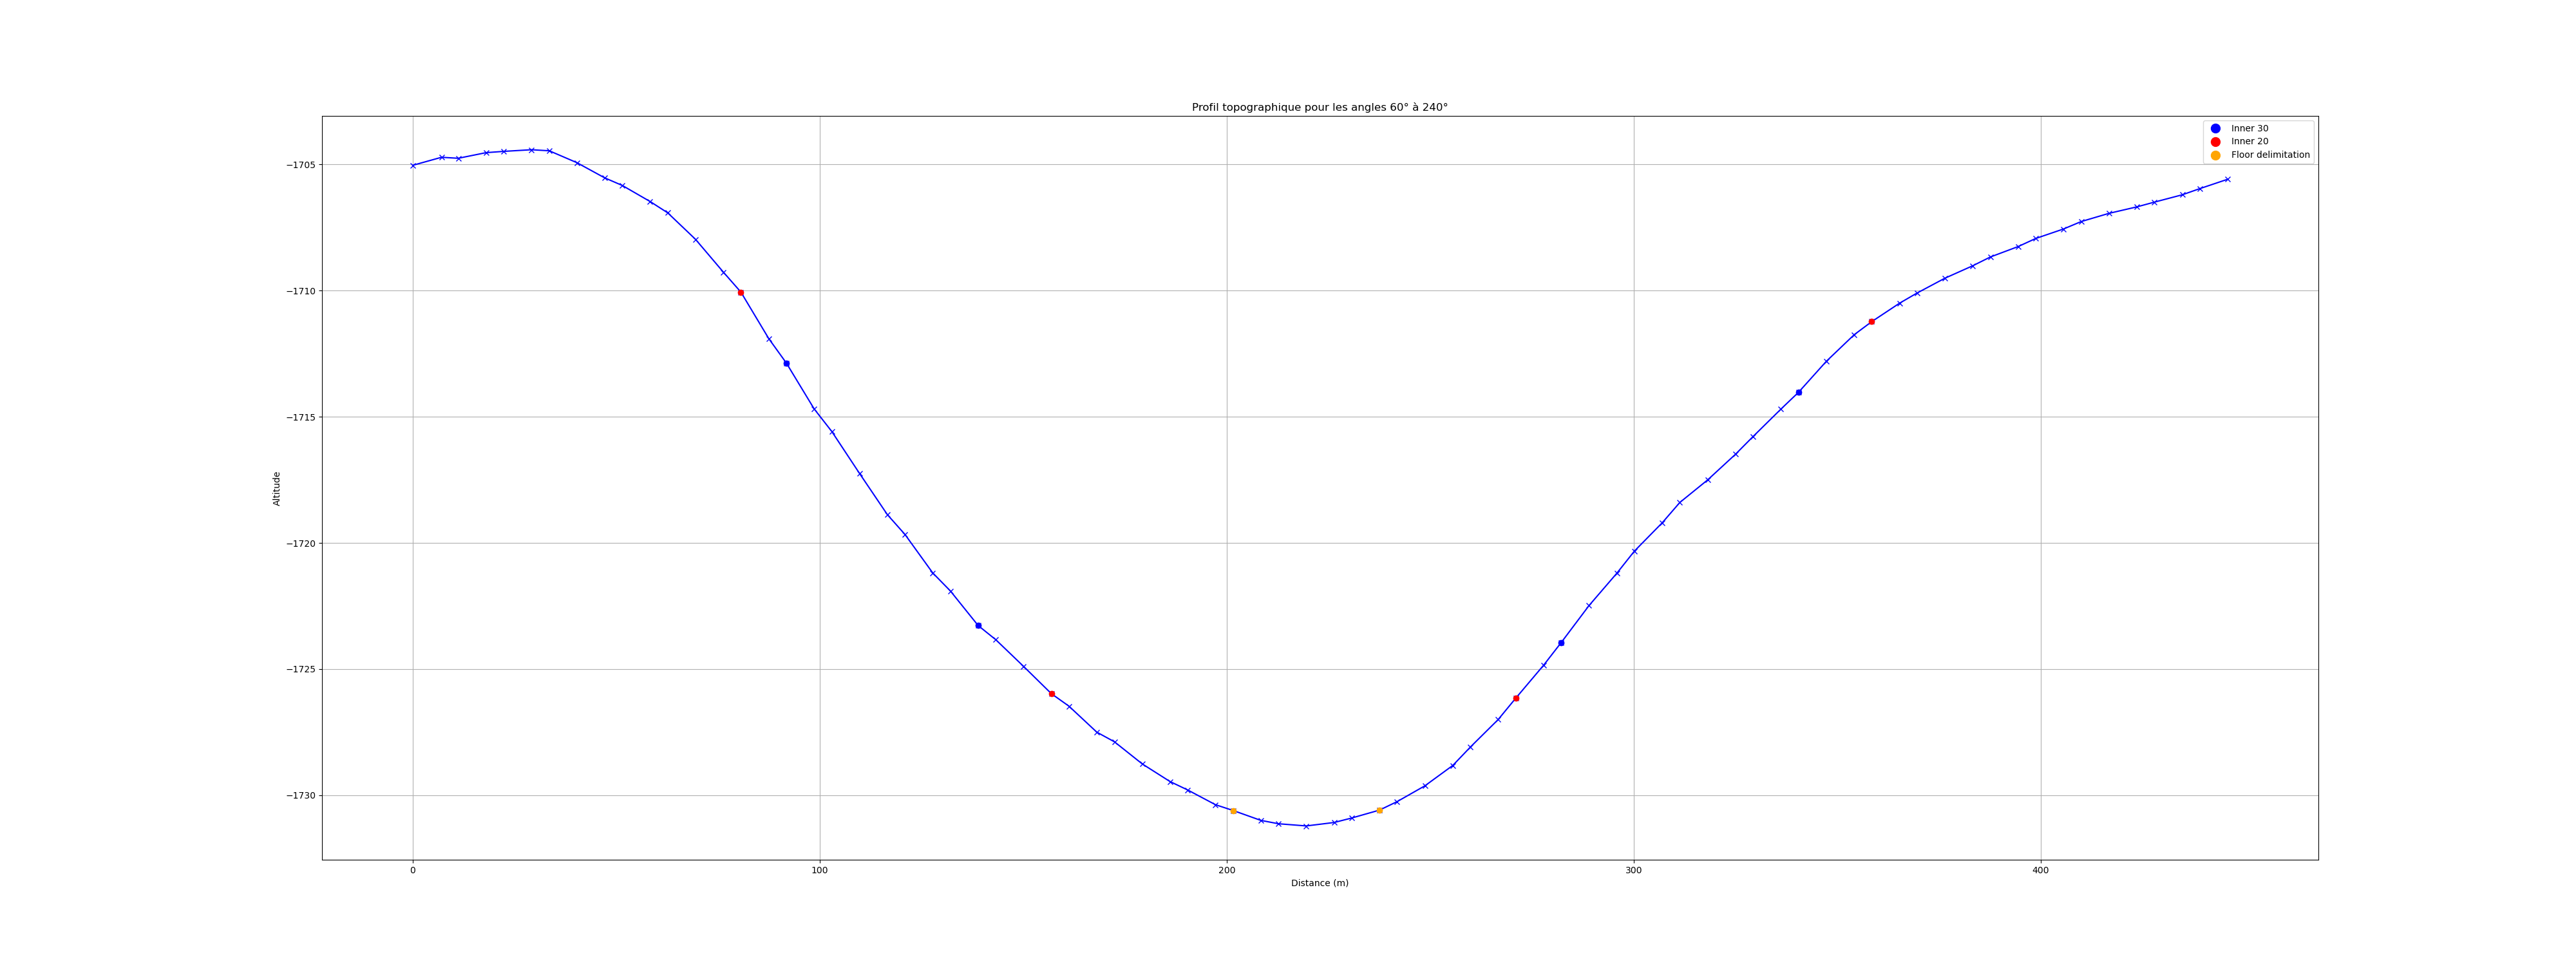 Profil topographique pour les angles 60° à 240°
Inner 30
Inner 20
Floor delimitation
Altitude
−1705
−1710
−1715
−1720
−1725
−1730
0
100
200
300
400
Distance (m)